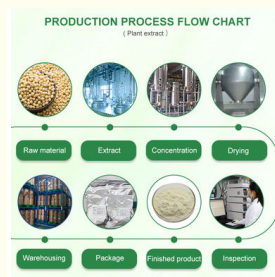 PRODUCTION PROCESS FLOW CHART
( Plant extract )
Raw material
Extract
Concentration
Drying
Warehousing
Package
Finished product
Inspection